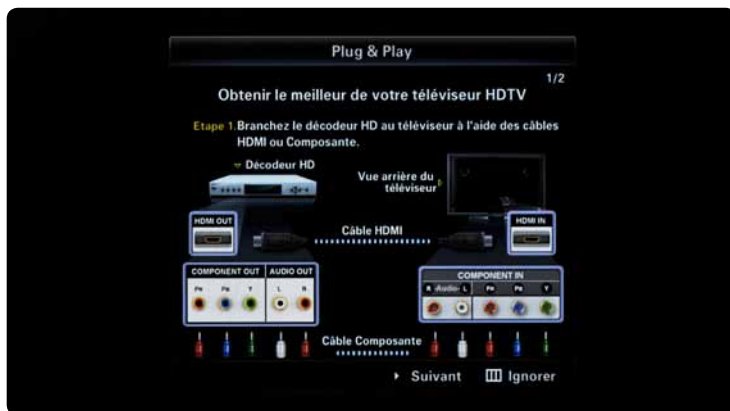 Plug & Play
1/2
Obtenir le meilleur de votre téléviseur HDTV
Etape 1.Branchez le décodeur HD au téléviseur à l'aide des câbles
HDMI ou Composante.
Décodeur HD
Vue arrière du
téléviseur
HDMI OUT
Câble HDMI
HDMI IN
COMPONENT OUT AUDIO OUT
PR PB Y L R
COMPONENT IN
R -Audio- L PR PB Y
Câble Composante
Suivant Ignorer